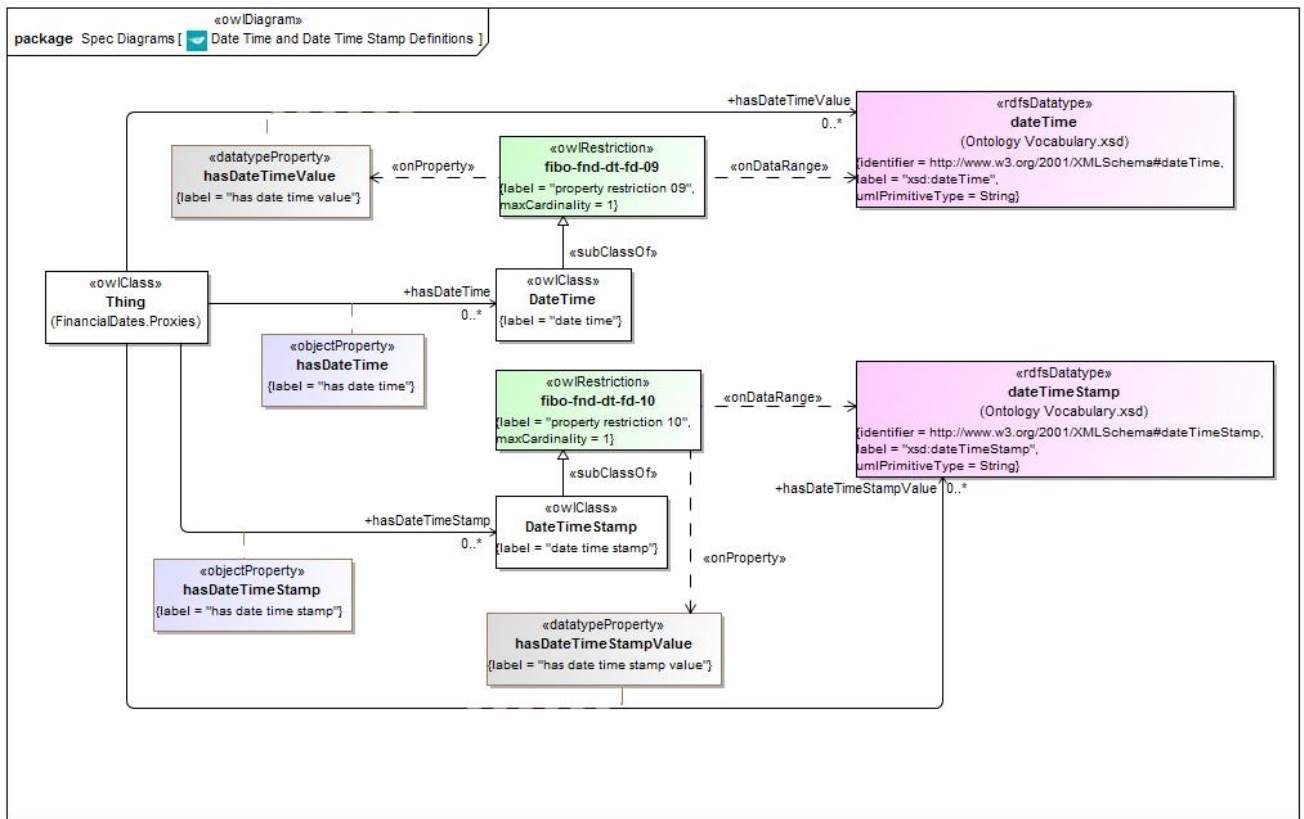 «owlDiagram»
package Spec Diagrams [ Date Time and Date Time Stamp Definitions ]
+hasDateTimeValue
0..*
«rdfsDatatype»
dateTime
(Ontology Vocabulary.xsd)
{identifier = http://www.w3.org/2001/XMLSchema#dateTime,
label = "xsd:dateTime",
umlPrimitiveType = String}
«datatypeProperty»
hasDateTimeValue
{label = "has date time value"}
«onProperty»
«owlRestriction»
fibo-fnd-dt-fd-09
{label = "property restriction 09",
maxCardinality = 1}
«onDataRange»
«subClassOf»
«owlClass»
Thing
(FinancialDates.Proxies)
+hasDateTime
0..*
«owlClass»
DateTime
{label = "date time"}
«objectProperty»
hasDateTime
{label = "has date time"}
«owlRestriction»
fibo-fnd-dt-fd-10
{label = "property restriction 10",
maxCardinality = 1}
«onDataRange»
«rdfsDatatype»
dateTimeStamp
(Ontology Vocabulary.xsd)
{identifier = http://www.w3.org/2001/XMLSchema#dateTimeStamp,
label = "xsd:dateTimeStamp",
umlPrimitiveType = String}
«subClassOf»
+hasDateTimeStampValue 0..*
+hasDateTimeStamp
0..*
«owlClass»
DateTimeStamp
{label = "date time stamp"}
«onProperty»
«objectProperty»
hasDateTimeStamp
{label = "has date time stamp"}
«datatypeProperty»
hasDateTimeStampValue
{label = "has date time stamp value"}